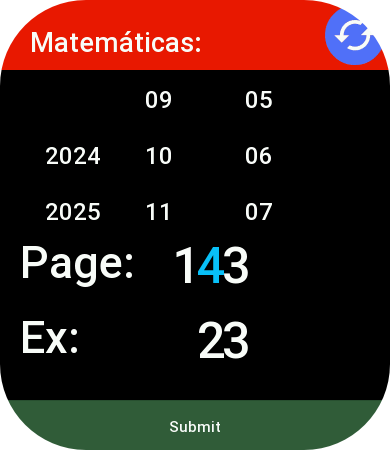 Matemáticas:
09 05
2024 10 06
2025 11 07
Page: 143
Ex: 23
Submit